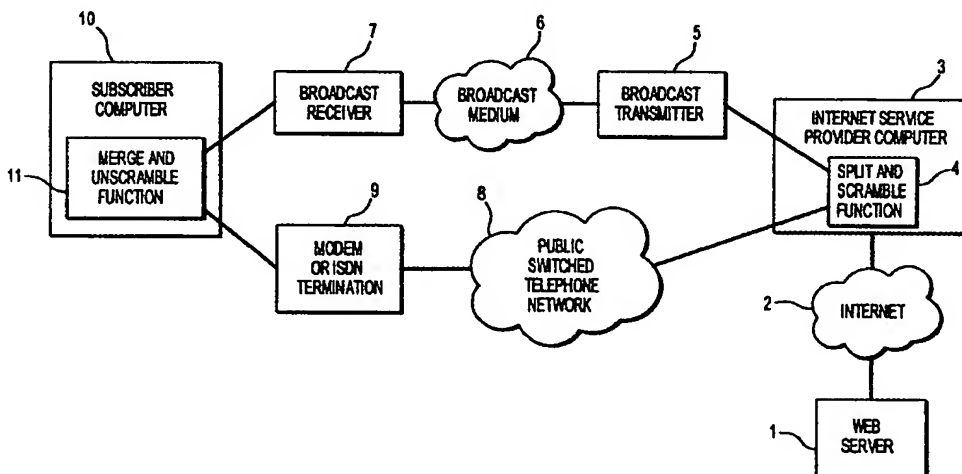 10
SUBSCRIBER
COMPUTER
MERGE AND
UNSCRAMBLE
FUNCTION
11
7
BROADCAST
RECEIVER
6
BROADCAST
MEDIUM
5
BROADCAST
TRANSMITTER
3
INTERNET SERVICE
PROVIDER COMPUTER
SPLIT AND
SCRAMBLE
FUNCTION
4
9
MODEM
OR ISDN
TERMINATION
8
PUBLIC
SWITCHED
TELEPHONE
NETWORK
2
INTERNET
1
WEB
SERVER